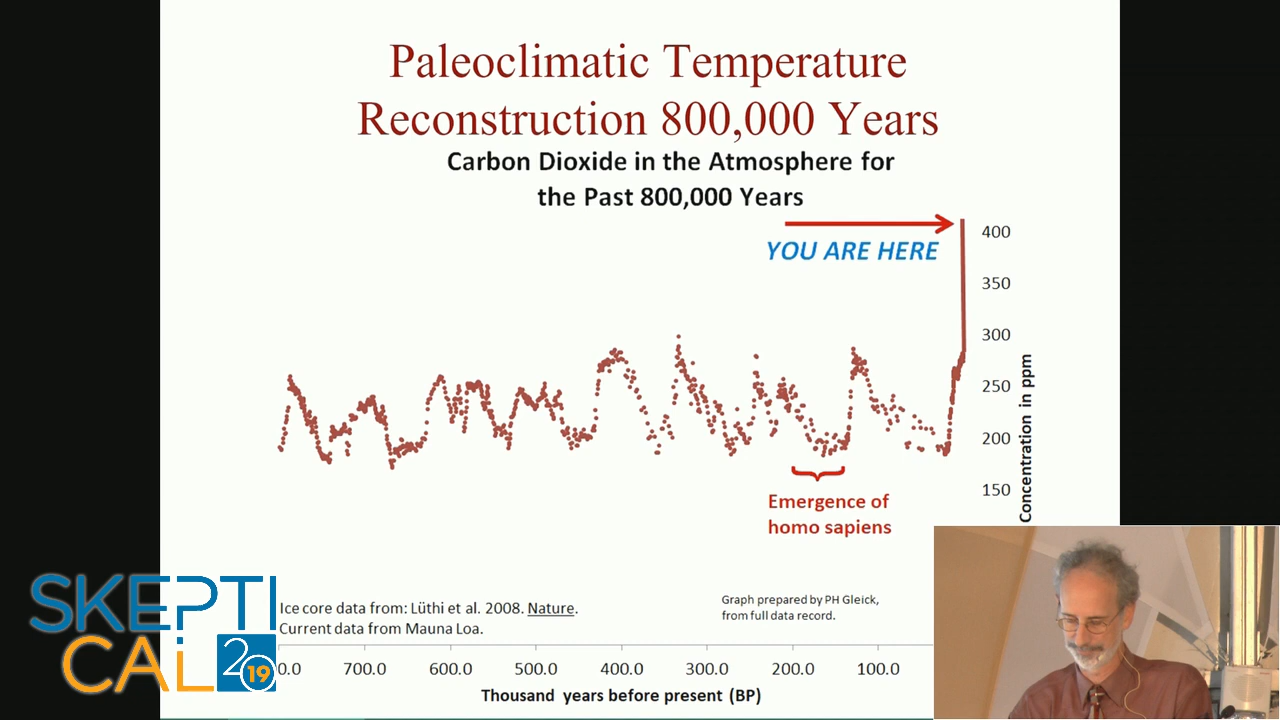 Paleoclimatic Temperature
Reconstruction 800,000 Years
Carbon Dioxide in the Atmosphere for
the Past 800,000 Years
YOU ARE HERE
400
350
300
250
200
150
Concentration in ppm
Emergence of
homo sapiens
Ice core data from: Lüthi et al. 2008. Nature.
Current data from Mauna Loa.
Graph prepared by PH Gleick,
from full data record.
0.0 700.0 600.0 500.0 400.0 300.0 200.0 100.0
Thousand years before present (BP)
SKEPTI
CAL 2019